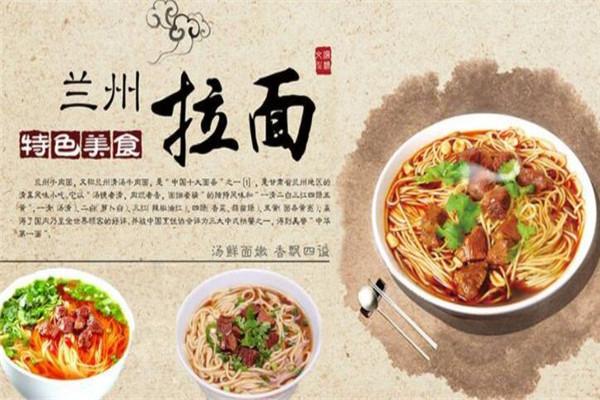 兰州
拉面
特色美食
兰州牛肉面，又称兰州清汤牛肉面，是“中国十大面条”之一[1]，是甘肃省兰州地区的
清真风味小吃。它以“汤镜者清，肉烂者香，面细者精”的独特风味和“一清二白三红四绿五
黄”一清（汤清）、二白（萝卜白）、三红（辣椒油红）、四绿（香菜、蒜苗绿）、五黄（面条黄亮），赢
得了国内乃至全世界顾客的好评，并被中国烹饪协会评为三大中式快餐之一，得到美誉“中华
第一面”。
汤鲜面嫩 香飘四溢